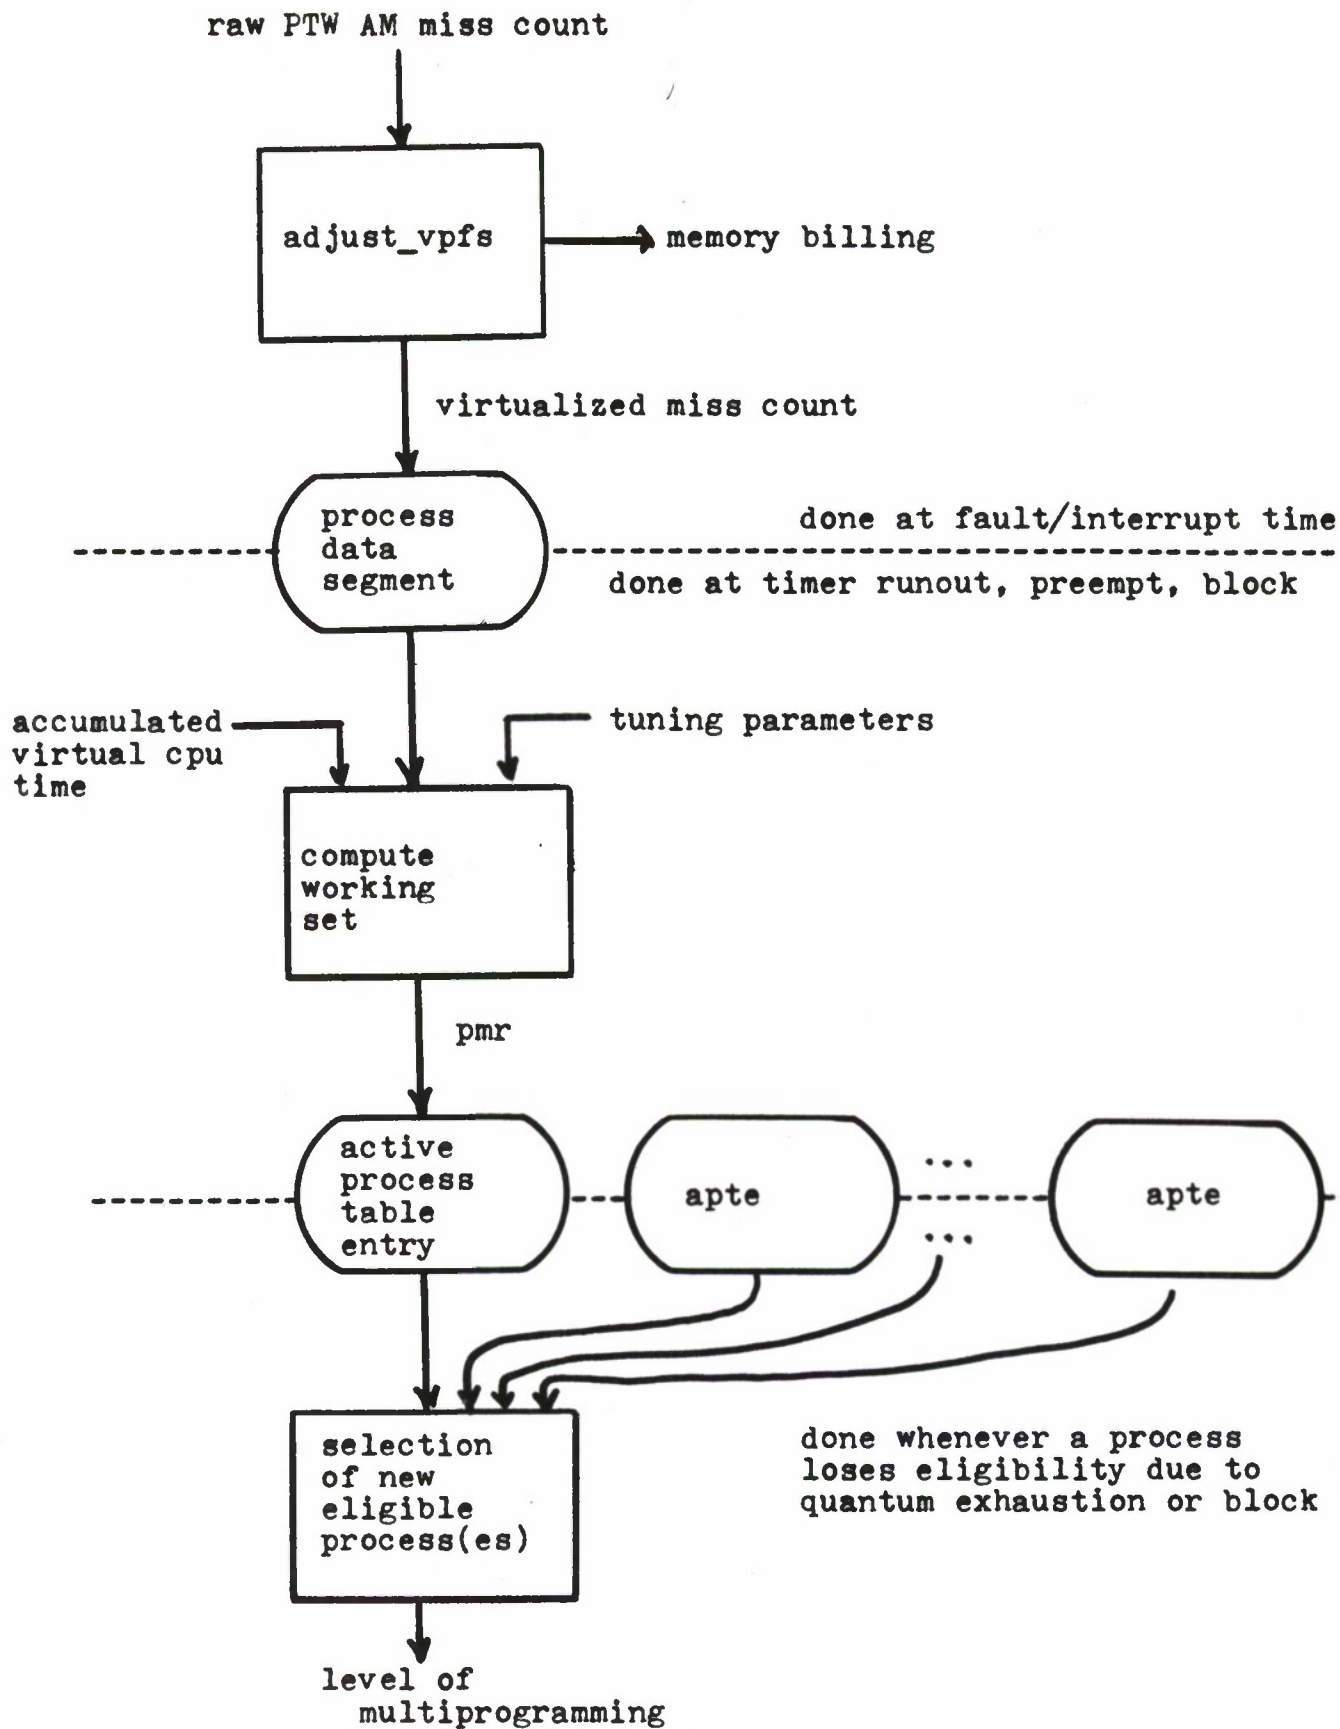 raw PTW AM miss count
adjust_vpfs
memory billing
virtualized miss count
process
data
segment
done at fault/interrupt time
done at timer runout, preempt, block
accumulated
virtual cpu
time
tuning parameters
compute
working
set
pmr
active
process
table
entry
apte
...
...
apte
selection
of new
eligible
process(es)
done whenever a process
loses eligibility due to
quantum exhaustion or block
level of
multiprogramming